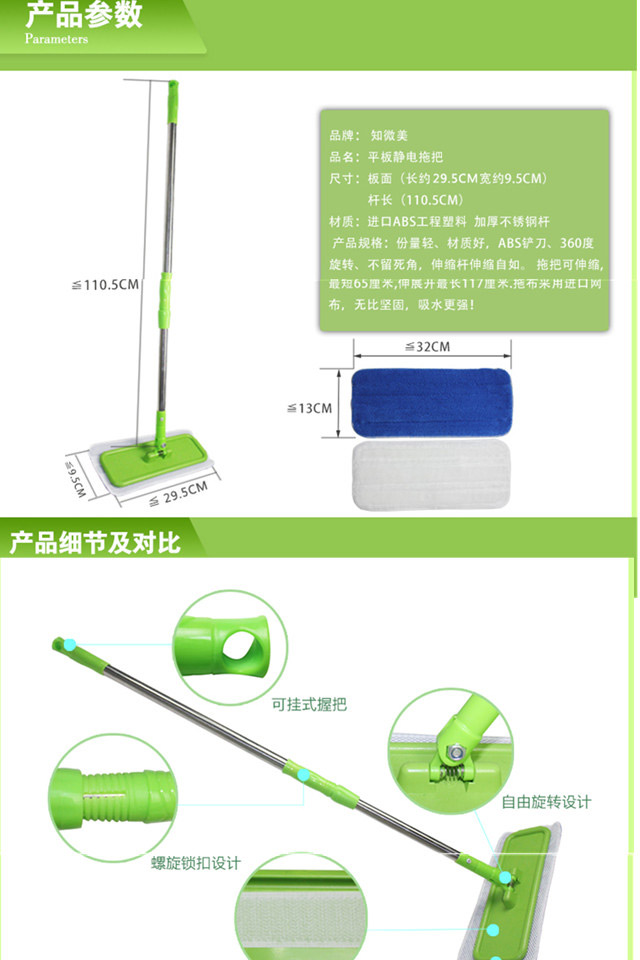 产品参数
Parameters
品牌： 知微美
品名：平板静电拖把
尺寸：板面（长约 29.5CM 宽约9.5CM）
杆长（110.5CM）
材质：进口ABS工程塑料 加厚不锈钢杆
产品规格：份量轻、材质好，ABS铲刀、360度
旋转、不留死角，伸缩杆伸缩自如。 拖把可伸缩,
最短65厘米,伸展开最长117厘米.拖布采用进口网
布，无比坚固，吸水更强！
≦110.5CM
≦32CM
≦13CM
≦9.5CM
≦ 29.5CM
产品细节及对比
可挂式握把
自由旋转设计
螺旋锁扣设计